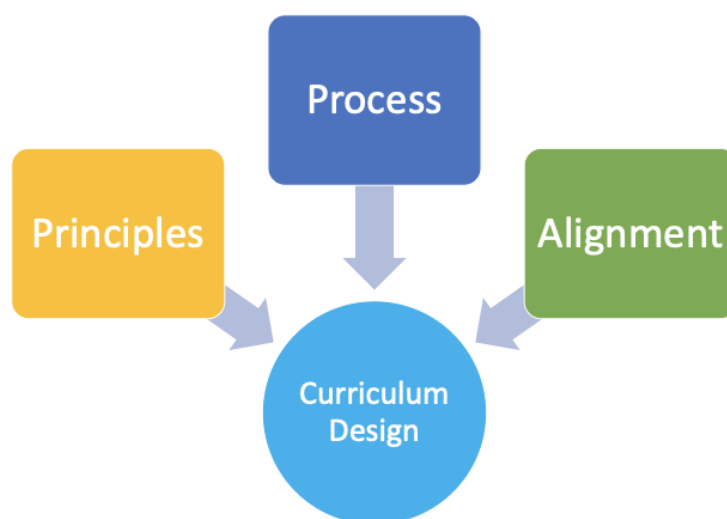 Process
Principles
Alignment
Curriculum
Design